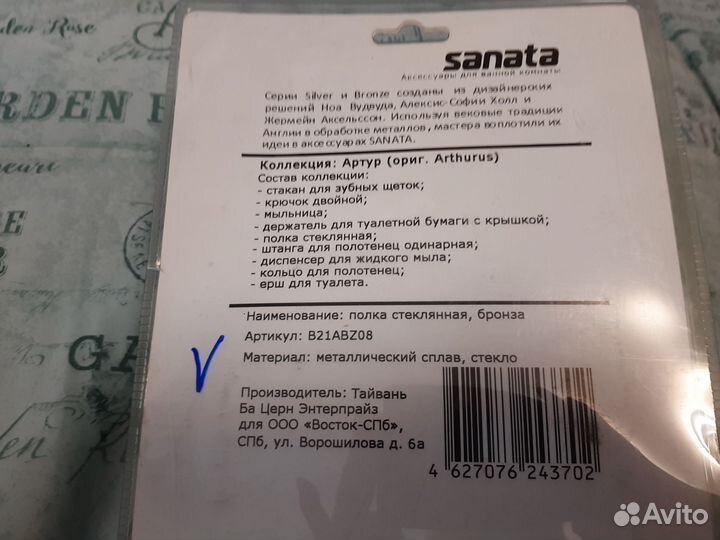 sanata
Аксессуары для ванной комнаты
Серии Silver и Bronze созданы из дизайнерских
решений Ноа Вудвуда, Алексис-Софии Холл и
Жермейн Аксельссон. Используя вековые традиции
Англии в обработке металлов, мастера воплотили их
идеи в аксессуарах SANATA.
Коллекция: Артур (ориг. Arthurus)
Состав коллекции:
- стакан для зубных щеток;
- крючок двойной;
- мыльница;
- держатель для туалетной бумаги с крышкой;
- полка стеклянная;
- штанга для полотенец одинарная;
- диспенсер для жидкого мыла;
- кольцо для полотенец;
- ерш для туалета.
Наименование: полка стеклянная, бронза
Артикул: B21ABZ08
Материал: металлический сплав, стекло
Производитель: Тайвань
Ба Церн Энтерпрайз
для ООО «Восток-СПб»,
СПб, ул. Ворошилова д. 6а
4 627076 243702
den Rose
RDEN
GA
Avito